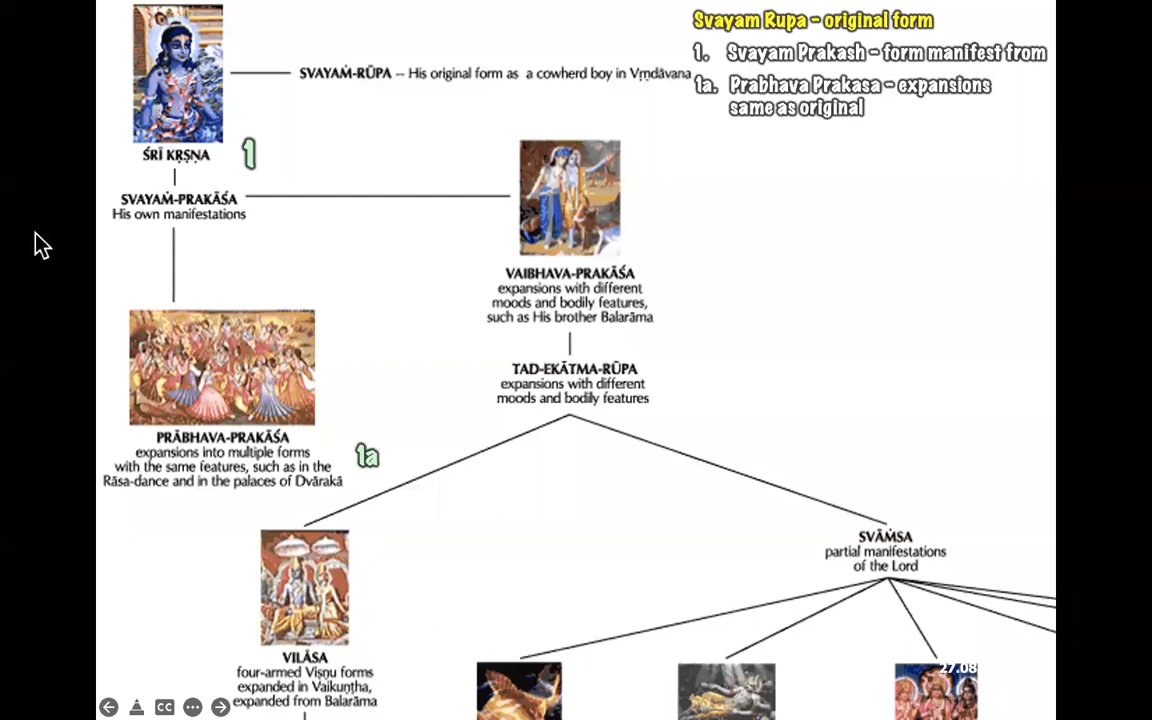 Svayam Rupa - original form
1. Svayam Prakash - form manifest from
1a. Prabhava Prakasa - expansions
same as original
SVAYAṀ-RŪPA -- His original form as a cowherd boy in Vṛṇdāvana
ŚRĪ KṚṢṆA
1
SVAYAṀ-PRAKĀŚA
His own manifestations
VAIBHAVA-PRAKĀŚA
expansions with different
moods and bodily features,
such as His brother Balarāma
TAD-EKĀTMA-RŪPA
expansions with different
moods and bodily features
PRĀBHAVA-PRAKĀŚA
expansions into multiple forms
with the same features, such as in the
Rāsa-dance and in the palaces of Dvārakā
1a
SVĀṀSA
partial manifestations
of the Lord
VILĀSA
four-armed Viṣṇu forms
expanded in Vaikuṇṭha,
expanded from Balarāma
27.08
CC